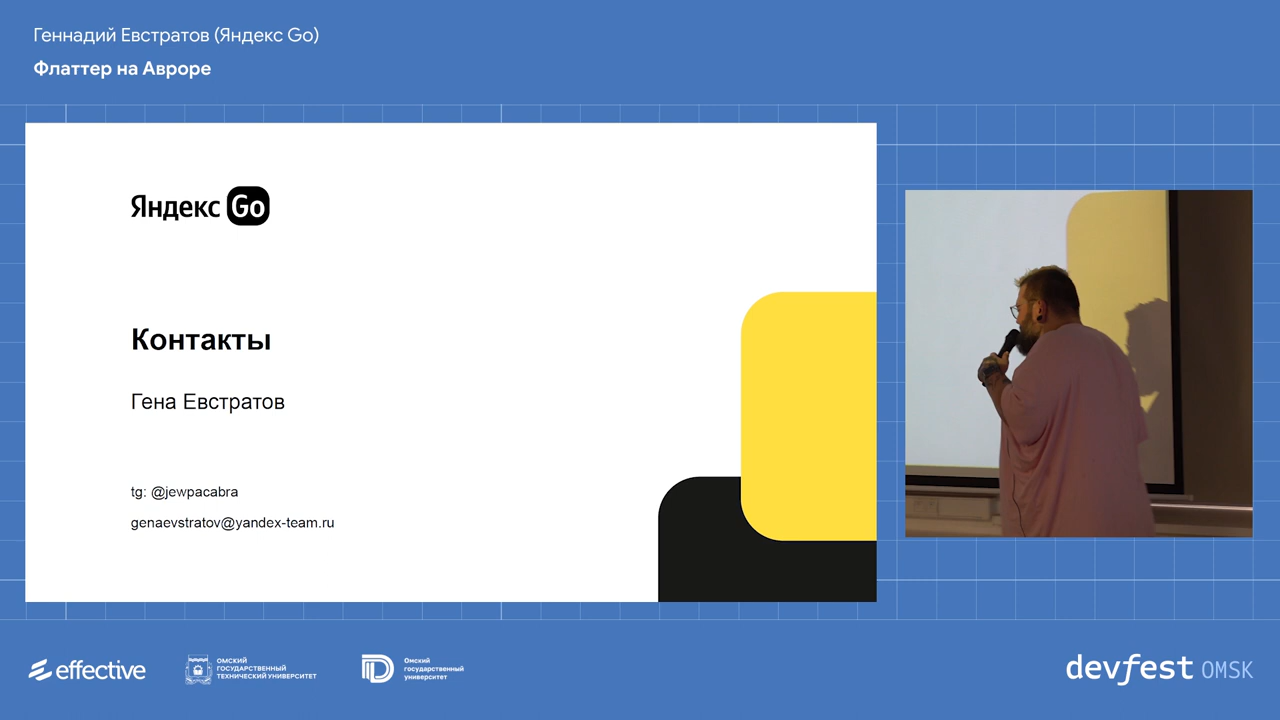 Геннадий Евстратов (Яндекс Go)
Флаттер на Авроре
Яндекс Go
Контакты
Гена Евстратов
tg: @jewpacabra
genaevstratov@yandex-team.ru
effective
ОМСКИЙ
ГОСУДАРСТВЕННЫЙ
ТЕХНИЧЕСКИЙ УНИВЕРСИТЕТ
Омский
государственный
университет
devfest OMSK